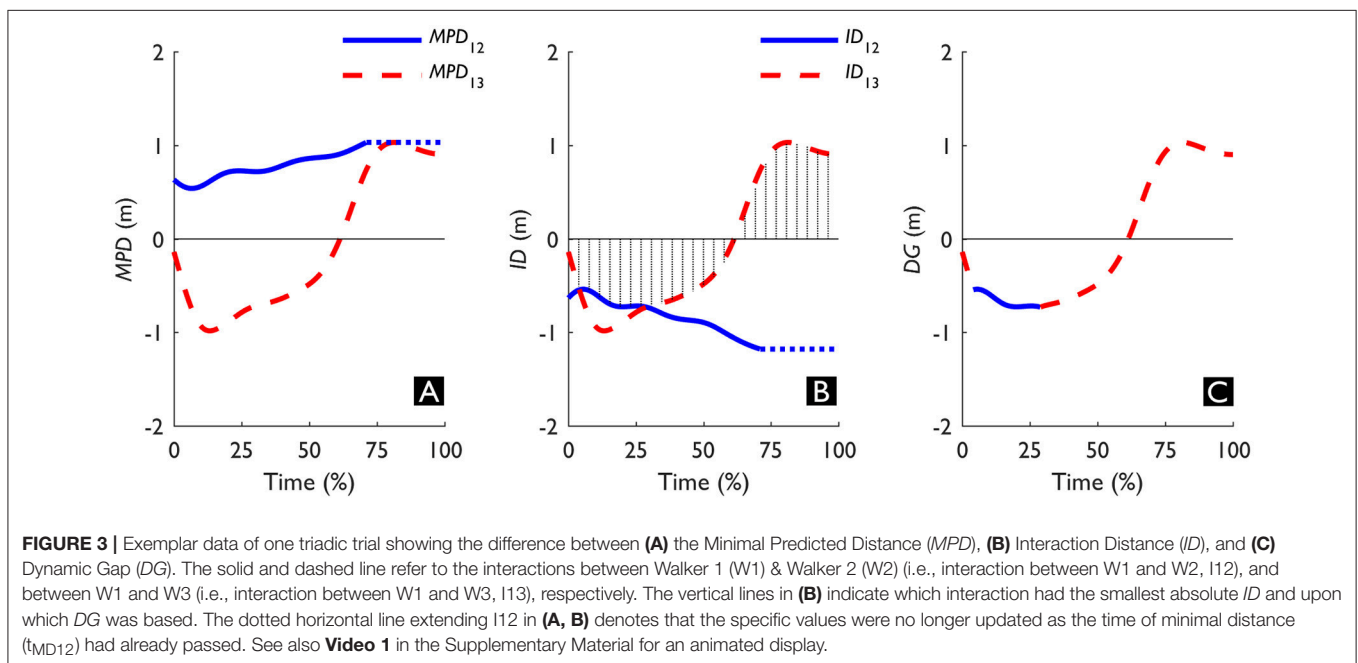 MPD12
MPD13
2
1
0
-1
-2
MPD (m)
0 25 50 75 100
Time (%)
A
ID12
ID13
2
1
0
-1
-2
ID (m)
0 25 50 75 100
Time (%)
B
2
1
0
-1
-2
DG (m)
0 25 50 75 100
Time (%)
C
FIGURE 3 | Exemplar data of one triadic trial showing the difference between (A) the Minimal Predicted Distance (MPD), (B) Interaction Distance (ID), and (C)
Dynamic Gap (DG). The solid and dashed line refer to the interactions between Walker 1 (W1) & Walker 2 (W2) (i.e., interaction between W1 and W2, I12), and
between W1 and W3 (i.e., interaction between W1 and W3, I13), respectively. The vertical lines in (B) indicate which interaction had the smallest absolute ID and upon
which DG was based. The dotted horizontal line extending I12 in (A, B) denotes that the specific values were no longer updated as the time of minimal distance
(tMD12) had already passed. See also Video 1 in the Supplementary Material for an animated display.